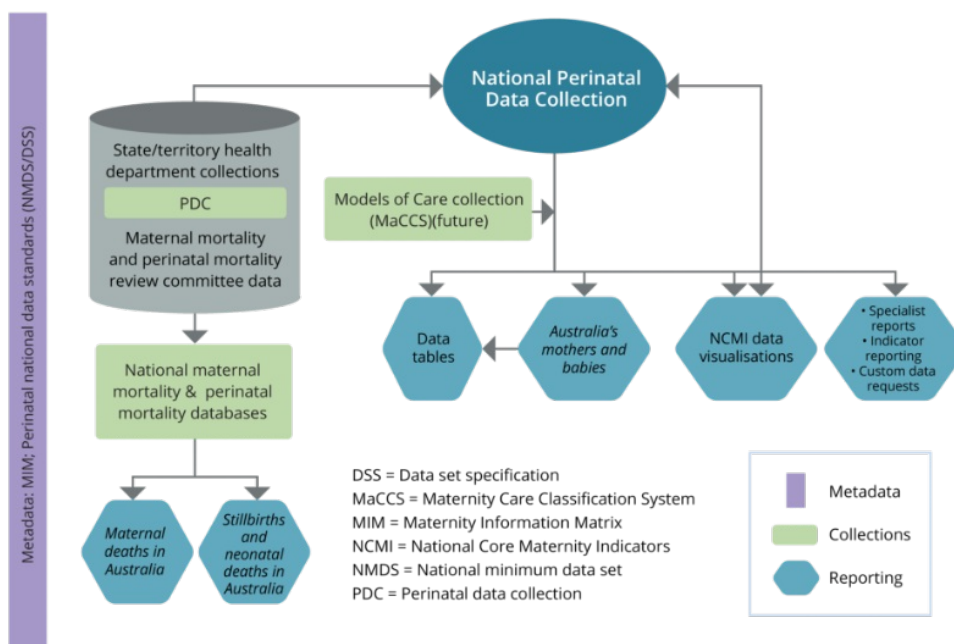 Metadata: MIM; Perinatal national data standards (NMDS/DSS)
National Perinatal
Data Collection
State/territory health
department collections
PDC
Maternal mortality
and perinatal mortality
review committee data
Models of Care collection
(MaCCS)(future)
Data
tables
Australia's
mothers and
babies
NCMI data
visualisations
• Specialist
reports
• Indicator
reporting
• Custom data
requests
National maternal
mortality & perinatal
mortality databases
Maternal
deaths in
Australia
Stillbirths
and
neonatal
deaths in
Australia
DSS = Data set specification
MaCCS = Maternity Care Classification System
MIM = Maternity Information Matrix
NCMI = National Core Maternity Indicators
NMDS = National minimum data set
PDC = Perinatal data collection
Metadata
Collections
Reporting